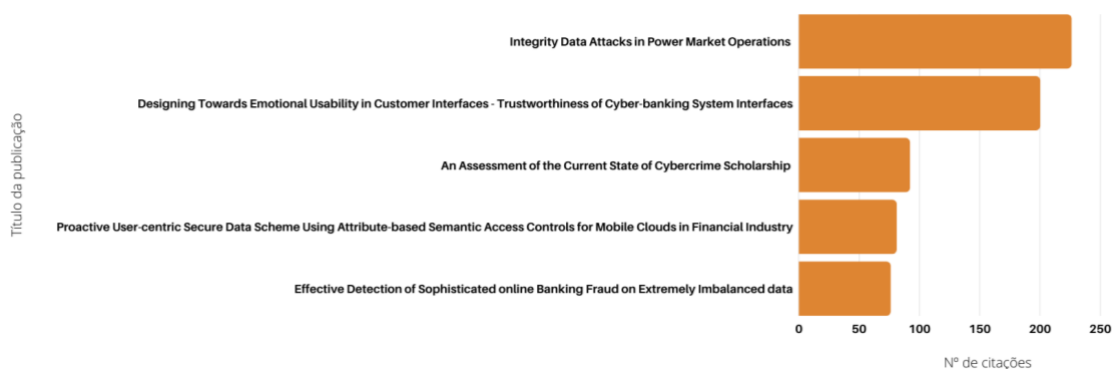 Título da publicação
Integrity Data Attacks in Power Market Operations
Designing Towards Emotional Usability in Customer Interfaces - Trustworthiness of Cyber-banking System Interfaces
An Assessment of the Current State of Cybercrime Scholarship
Proactive User-centric Secure Data Scheme Using Attribute-based Semantic Access Controls for Mobile Clouds in Financial Industry
Effective Detection of Sophisticated online Banking Fraud on Extremely Imbalanced data
0 50 100 150 200 250
Nº de citações